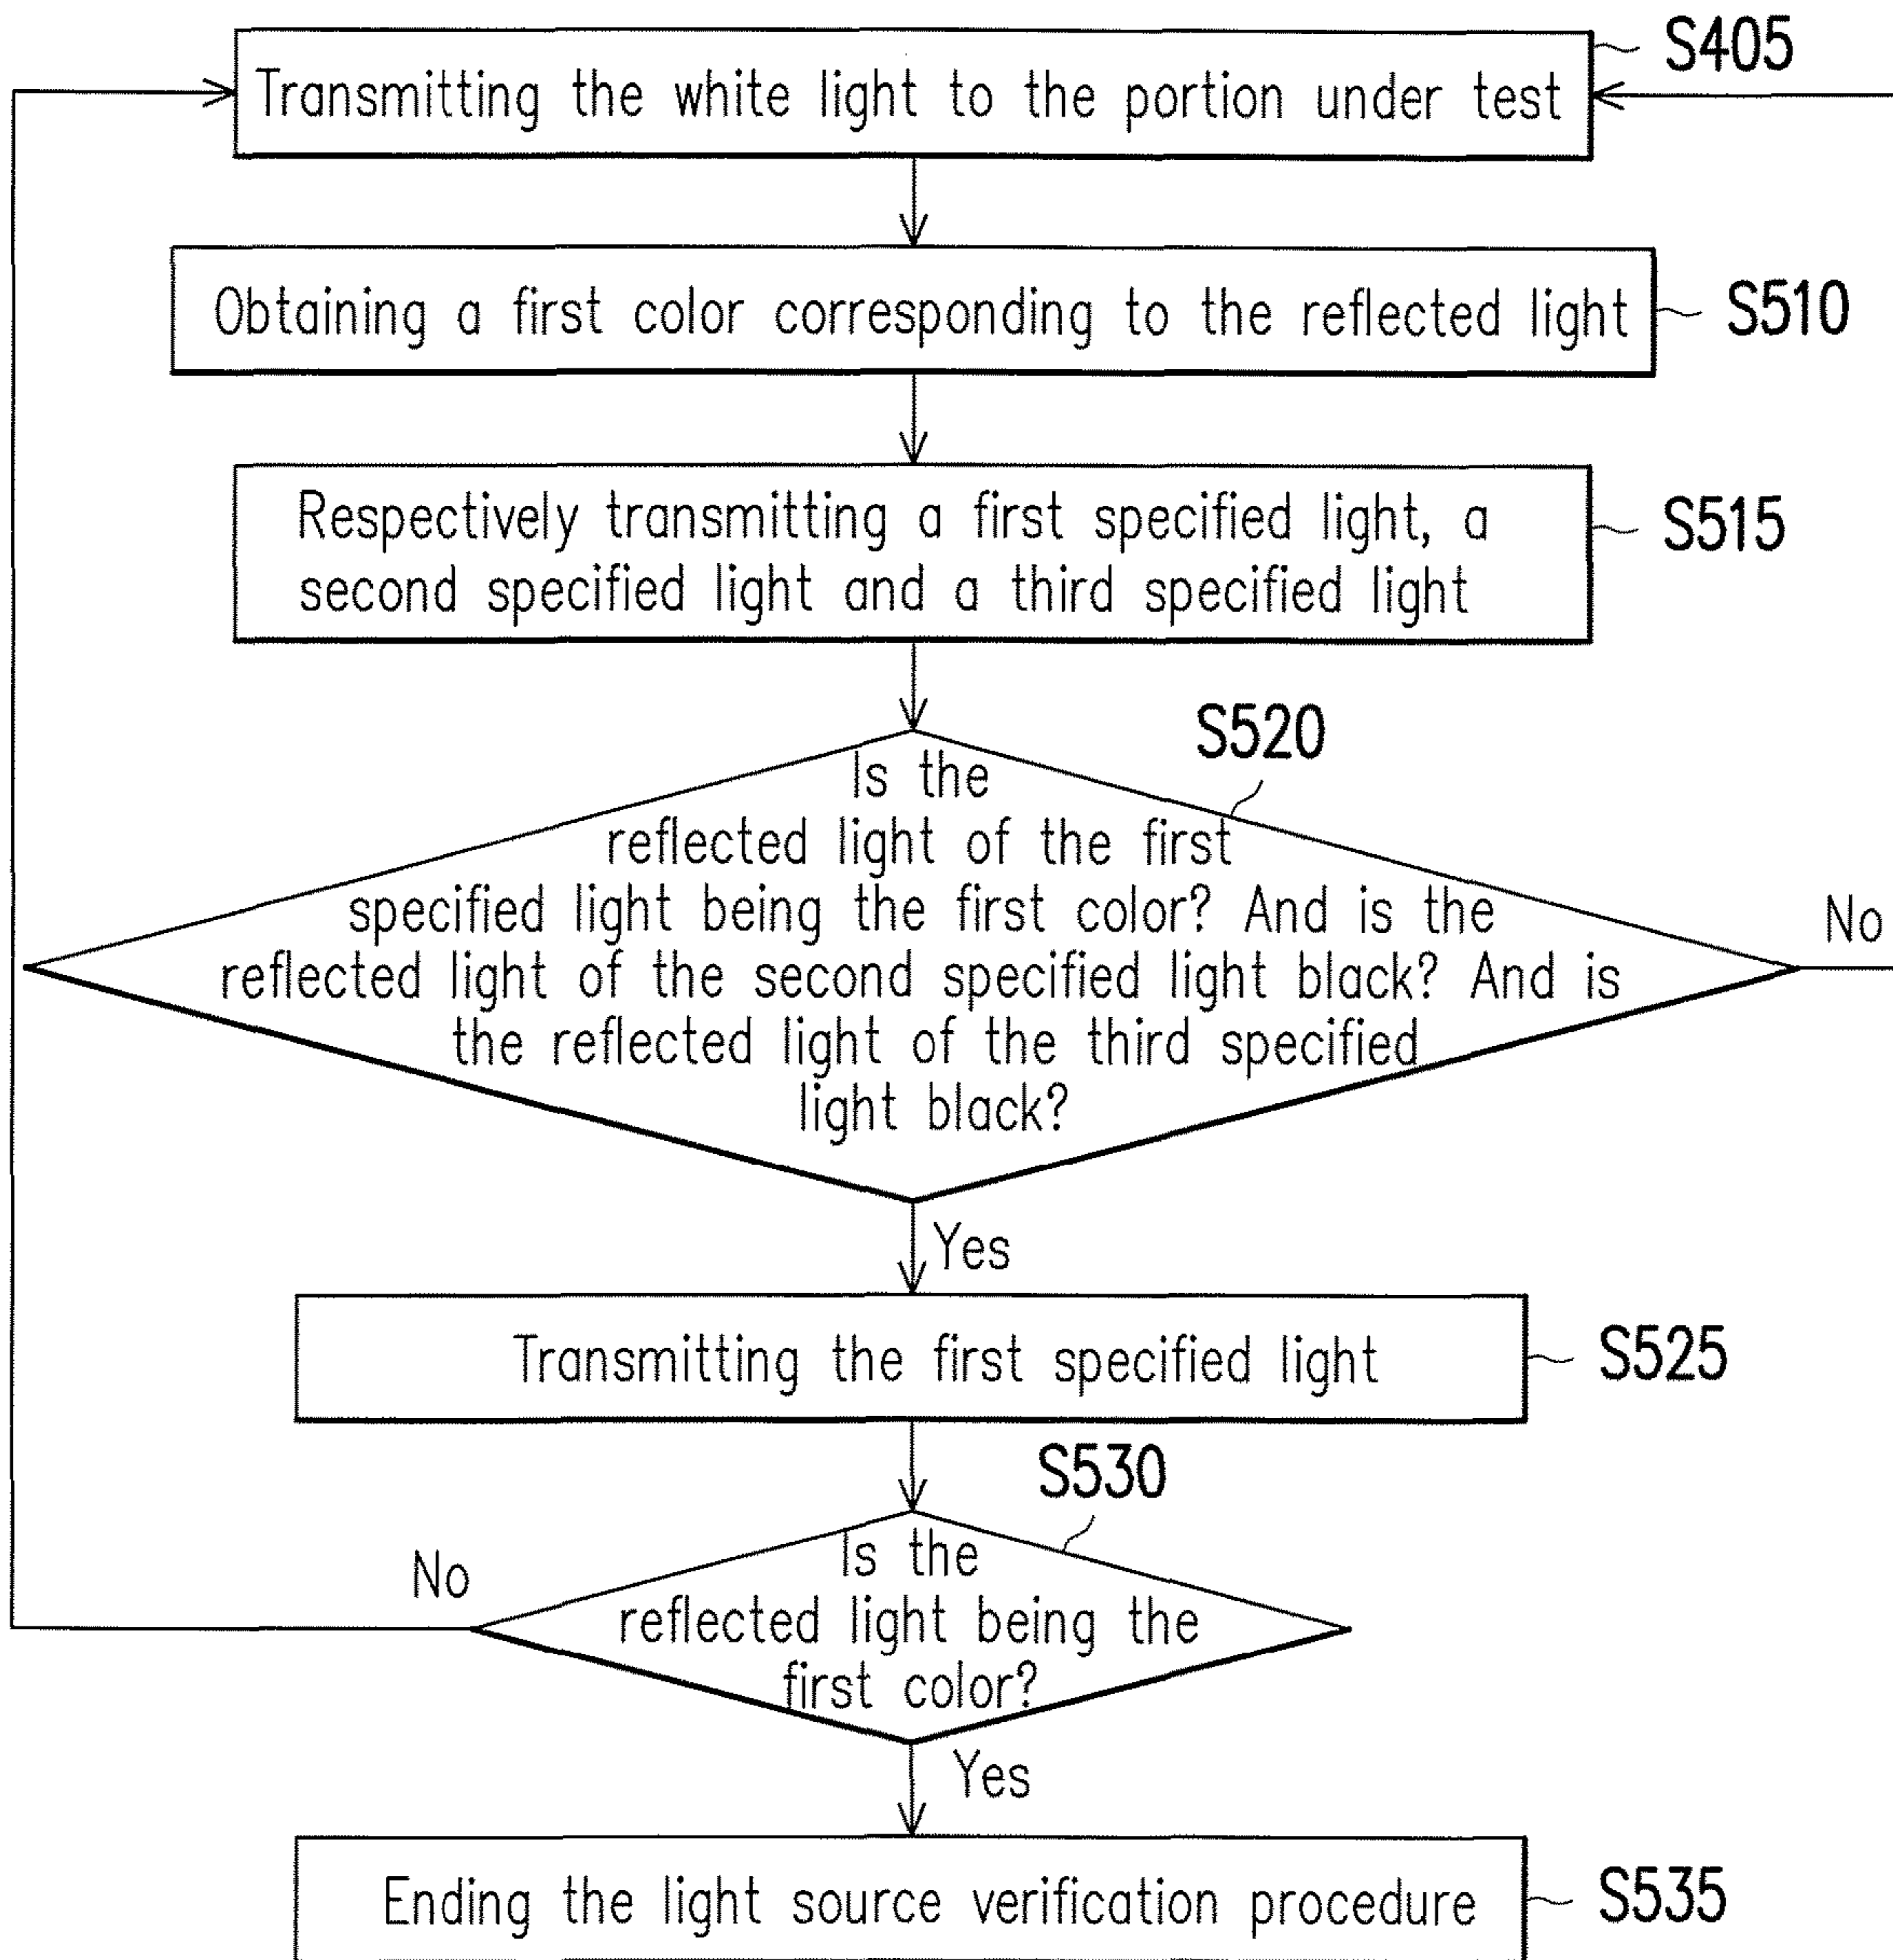 S405
Transmitting the white light to the portion under test
Obtaining a first color corresponding to the reflected light
S510
Respectively transmitting a first specified light, a
second specified light and a third specified light
S515
S520
Is the
reflected light of the first
specified light being the first color? And is the
reflected light of the second specified light black? And is
the reflected light of the third specified
light black?
No
Yes
Transmitting the first specified light
S525
S530
Is the
reflected light being the
first color?
No
Yes
Ending the light source verification procedure
S535